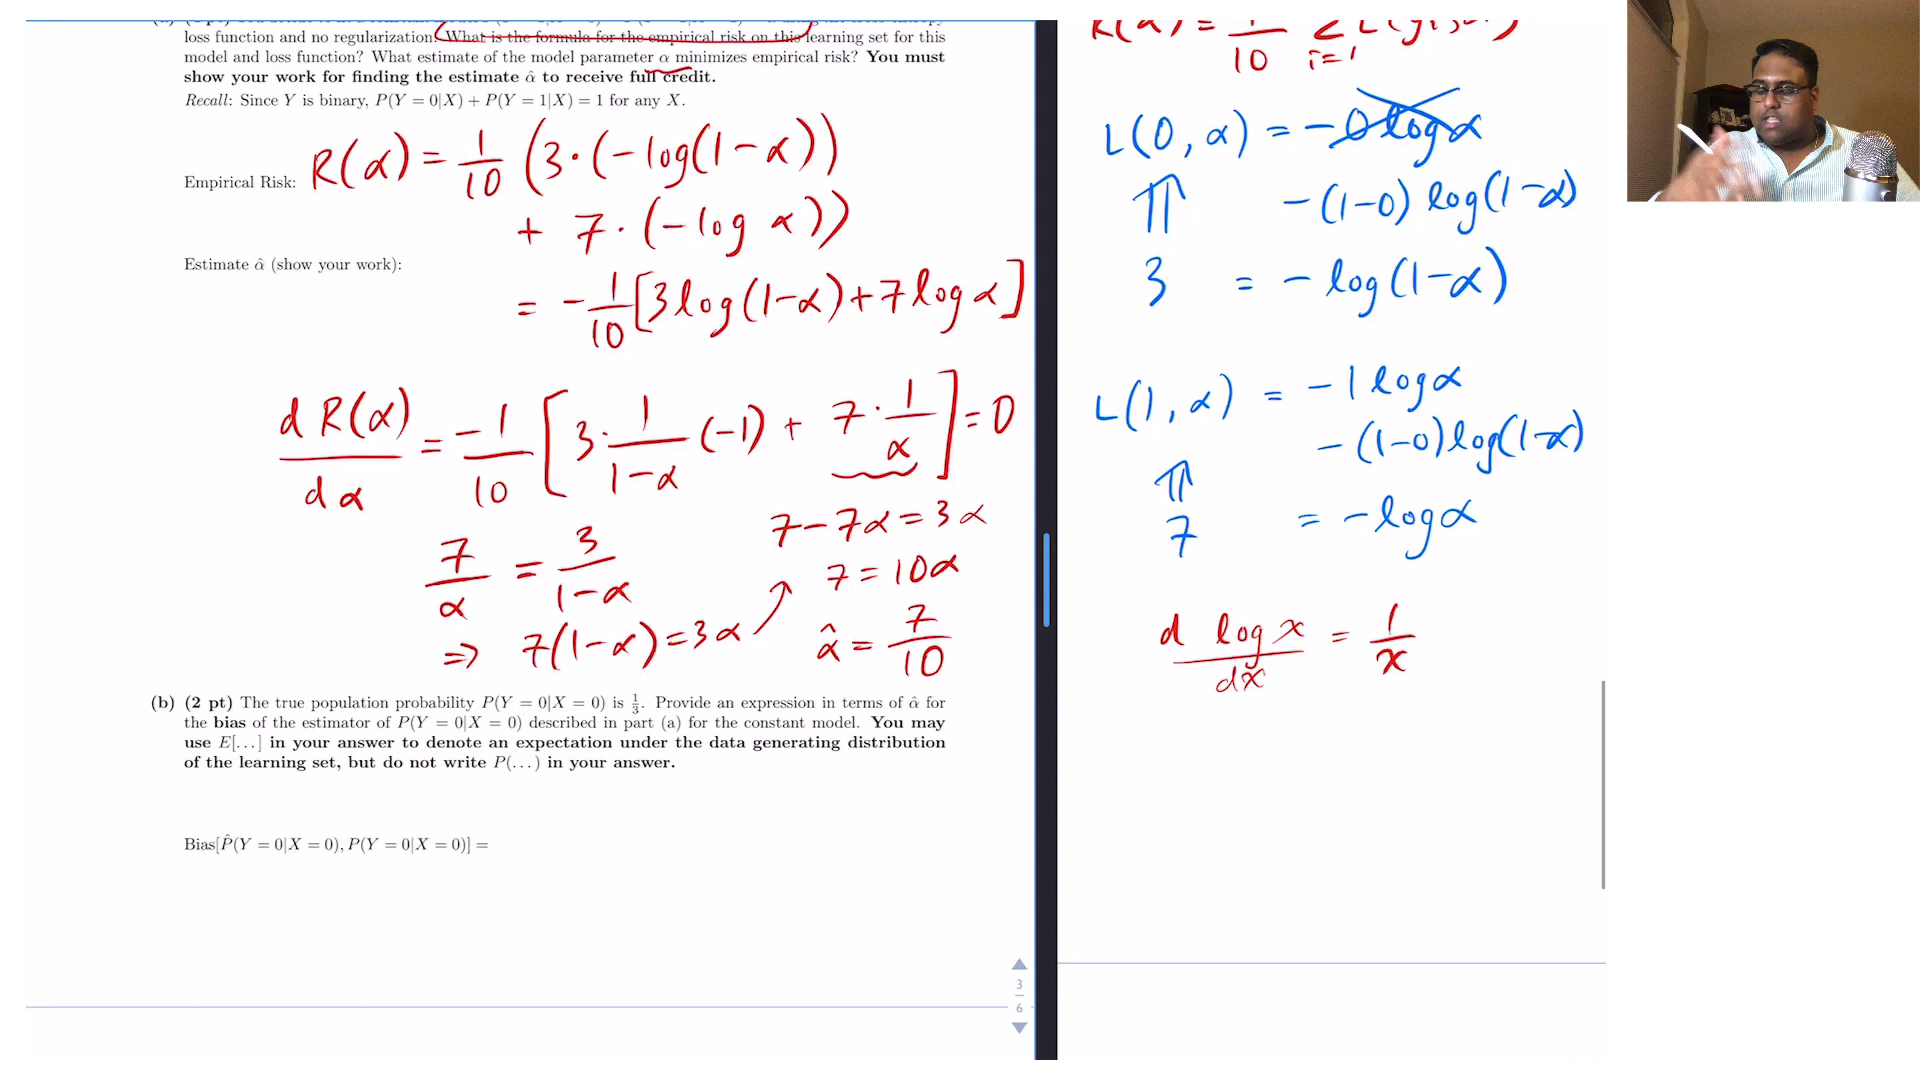 loss function and no regularization. What is the formula for the empirical risk on this learning set for this
model and loss function? What estimate of the model parameter α minimizes empirical risk? You must
show your work for finding the estimate α̂ to receive full credit.
Recall: Since Y is binary, P(Y = 0|X) + P(Y = 1|X) = 1 for any X.
Empirical Risk:
R(α) = 1/10 (3·(-log(1-α))
+ 7·(-log α))
Estimate α̂ (show your work):
= -1/10 [3log(1-α)+7logα]
dR(α)/dα = -1/10 [3·1/(1-α) (-1) + 7·1/α] = 0
7/α = 3/(1-α)
⇒ 7(1-α)=3α
7-7α=3α
7=10α
α̂ = 7/10
(b) (2 pt) The true population probability P(Y = 0|X = 0) is 1/3. Provide an expression in terms of α̂ for
the bias of the estimator of P(Y = 0|X = 0) described in part (a) for the constant model. You may
use E[...] in your answer to denote an expectation under the data generating distribution
of the learning set, but do not write P(...) in your answer.
Bias[P̂(Y = 0|X = 0), P(Y = 0|X = 0)] =
3
6
L(0, α) = -0logα
-(1-0) log(1-α)
3 = -log(1-α)
L(1, α) = -1logα
-(1-0)log(1-α)
7 = -logα
d log x/dx = 1/x